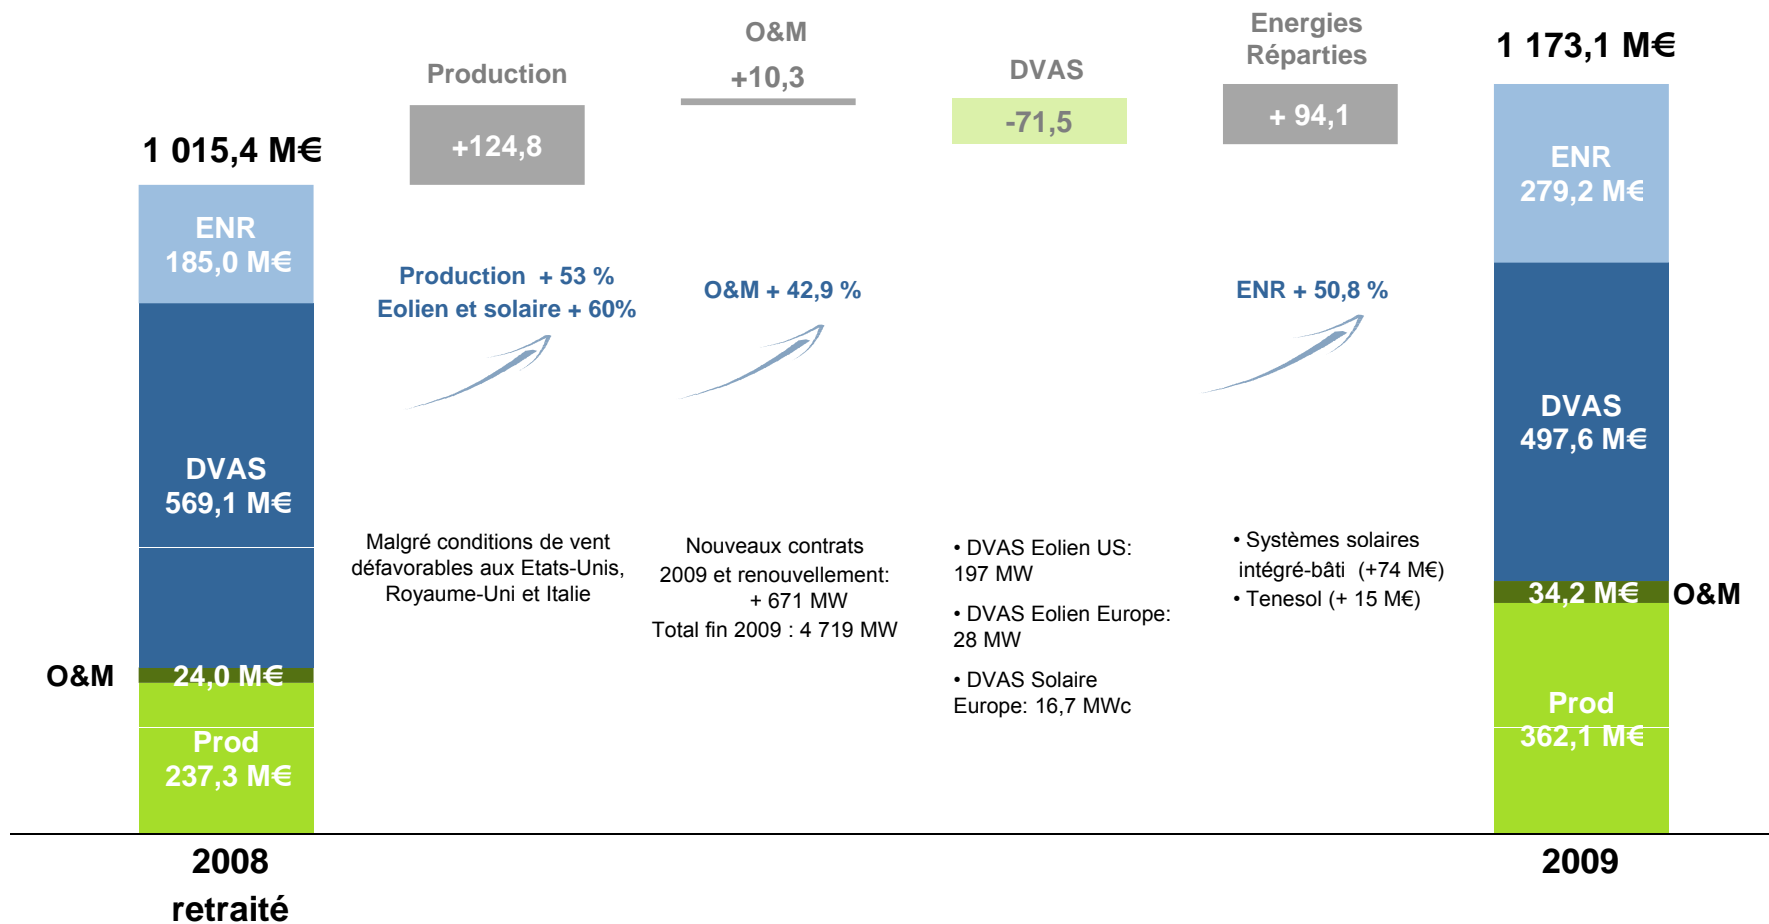 1 015,4 M€
ENR
185,0 M€
DVAS
569,1 M€
O&M
24,0 M€
Prod
237,3 M€
2008
retraité
Production
+124,8
Production + 53 %
Eolien et solaire + 60%
Malgré conditions de vent
défavorables aux Etats-Unis,
Royaume-Uni et Italie
O&M
+10,3
O&M + 42,9 %
Nouveaux contrats
2009 et renouvellement:
+ 671 MW
Total fin 2009 : 4 719 MW
DVAS
-71,5
• DVAS Eolien US:
197 MW
• DVAS Eolien Europe:
28 MW
• DVAS Solaire
Europe: 16,7 MWc
Energies
Réparties
+ 94,1
ENR + 50,8 %
• Systèmes solaires
intégré-bâti (+74 M€)
• Tenesol (+ 15 M€)
1 173,1 M€
ENR
279,2 M€
DVAS
497,6 M€
34,2 M€
O&M
Prod
362,1 M€
2009